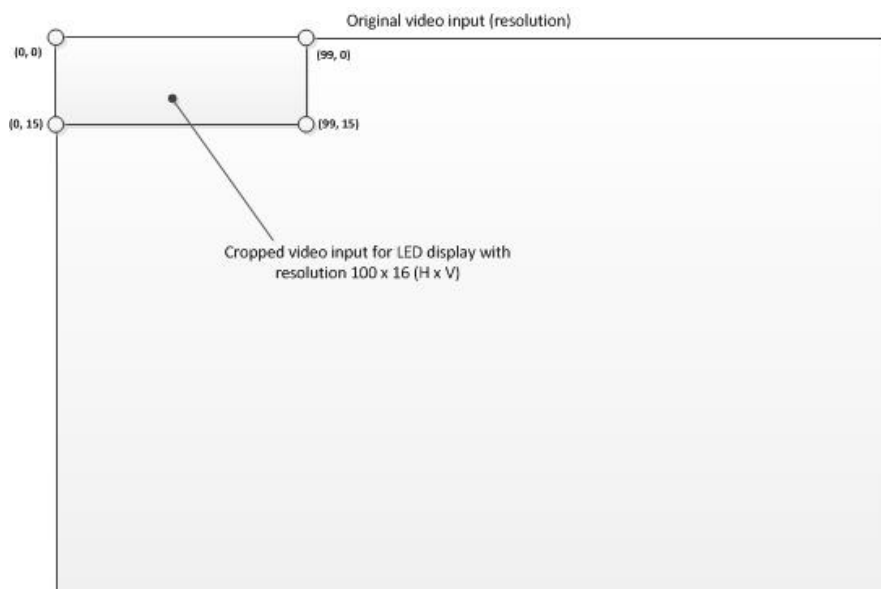 Original video input (resolution)
(0, 0)
(99, 0)
(0, 15)
(99, 15)
Cropped video input for LED display with
resolution 100 x 16 (H x V)